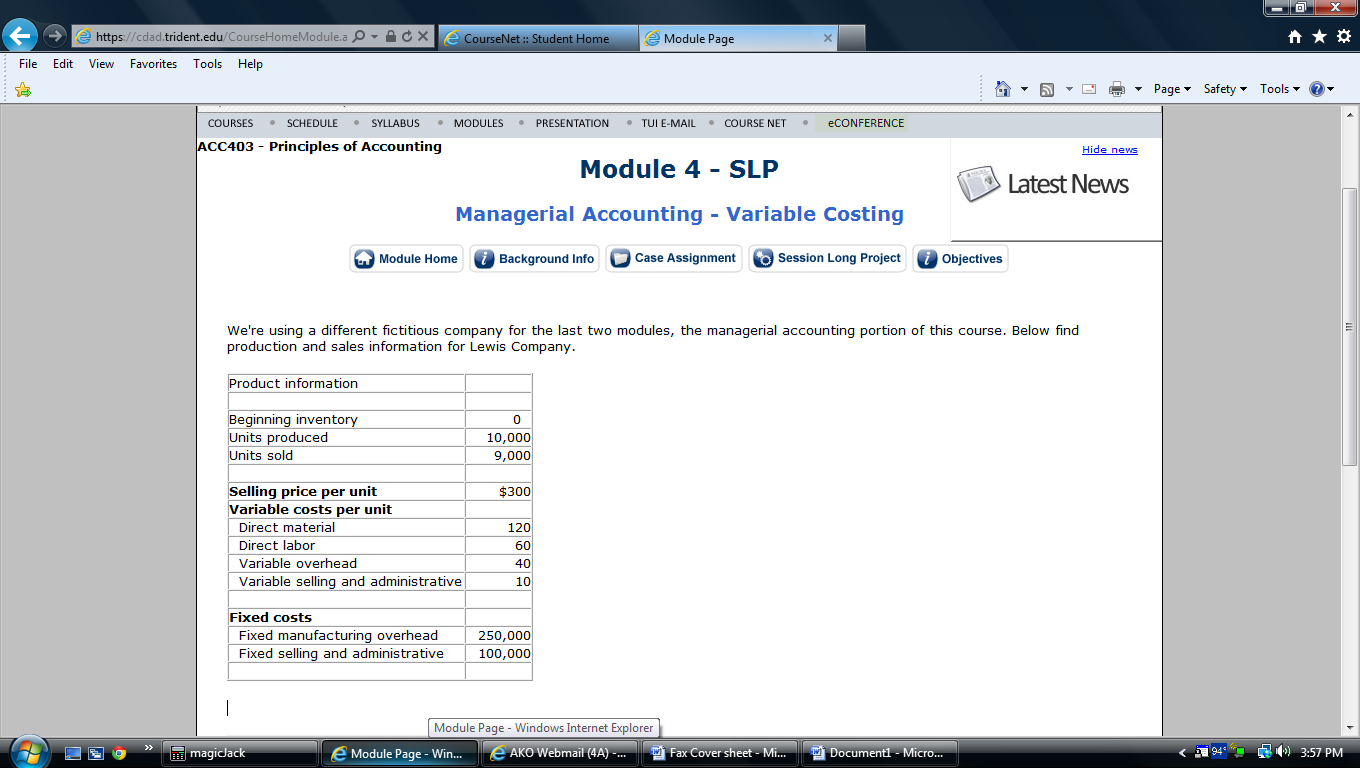 https://cdad.trident.edu/CourseHomeModule.a
CourseNet :: Student Home
Module Page
File Edit View Favorites Tools Help
Page Safety Tools
COURSES SCHEDULE SYLLABUS MODULES PRESENTATION TUI E-MAIL COURSE NET eCONFERENCE
ACC403 - Principles of Accounting
Hide news
Module 4 - SLP
Latest News
Managerial Accounting - Variable Costing
Module Home Background Info Case Assignment Session Long Project Objectives
We're using a different fictitious company for the last two modules, the managerial accounting portion of this course. Below find
production and sales information for Lewis Company.
Product information
Beginning inventory 0
Units produced 10,000
Units sold 9,000
Selling price per unit $300
Variable costs per unit
Direct material 120
Direct labor 60
Variable overhead 40
Variable selling and administrative 10
Fixed costs
Fixed manufacturing overhead 250,000
Fixed selling and administrative 100,000
Module Page - Windows Internet Explorer
magicJack
Module Page - Win...
AKO Webmail (4A) -...
Fax Cover sheet - Mi...
Document1 - Micro...
94°
3:57 PM